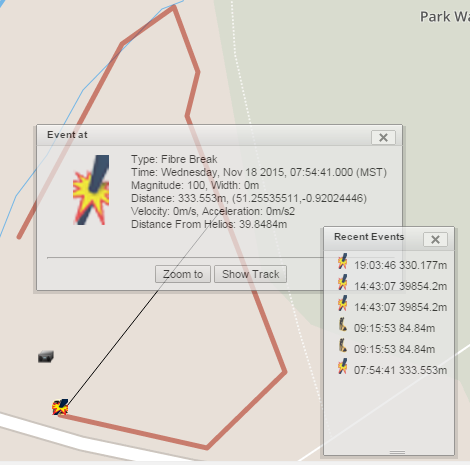 Park Wa
Event at
Type: Fibre Break
Time: Wednesday, Nov 18 2015, 07:54:41.000 (MST)
Magnitude: 100, Width: 0m
Distance: 333.553m, (51.25535511,-0.92024446)
Velocity: 0m/s, Acceleration: 0m/s2
Distance From Helios: 39.8484m
Zoom to
Show Track
Recent Events
19:03:46 330.177m
14:43:07 39854.2m
14:43:07 39854.2m
09:15:53 84.84m
09:15:53 84.84m
07:54:41 333.553m